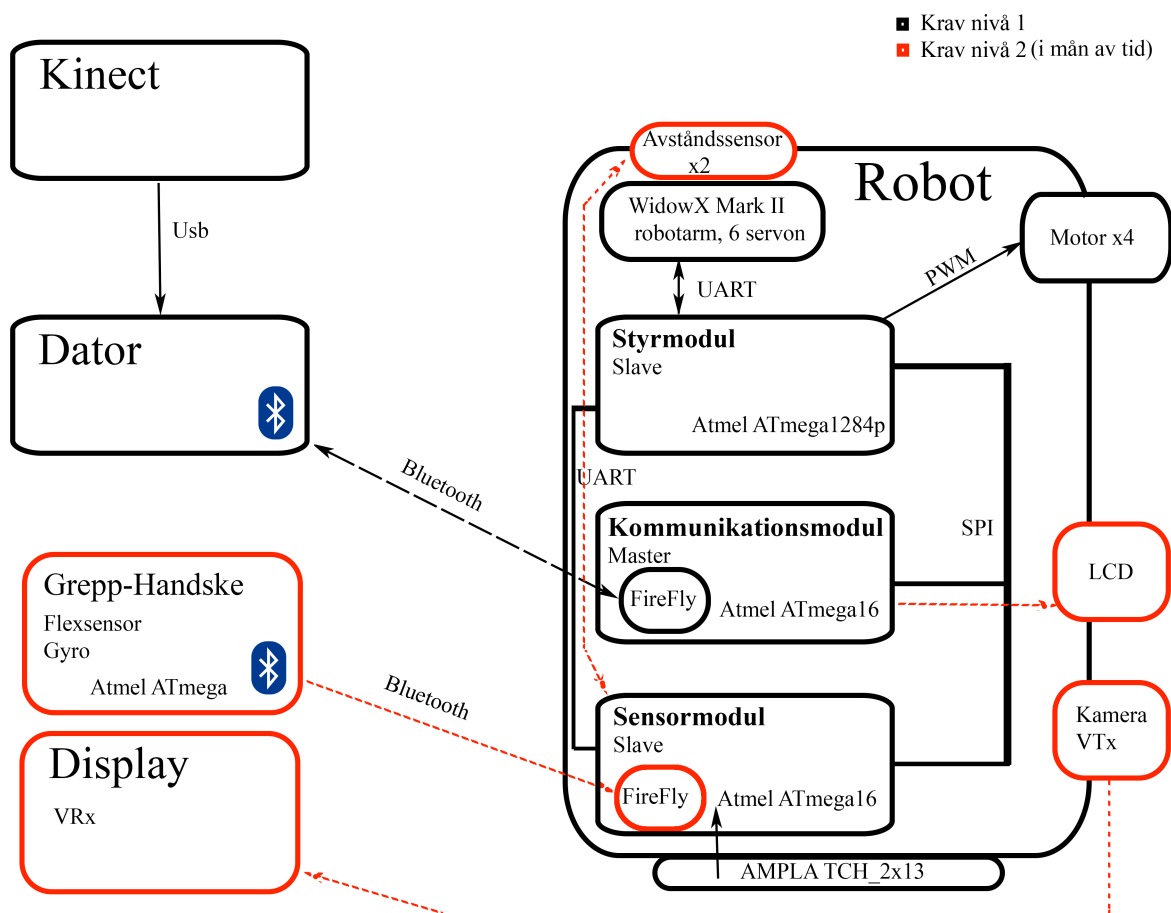 Krav nivå 1
Krav nivå 2 (i mån av tid)
Kinect
Usb
Dator
Bluetooth
Grepp-Handske
Flexsensor
Gyro
Atmel ATmega
Bluetooth
Display
VRx
Robot
Avståndssensor
x2
WidowX Mark II
robotarm, 6 servon
UART
PWM
Motor x4
Styrmodul
Slave
Atmel ATmega1284p
UART
SPI
Kommunikationsmodul
Master
FireFly
Atmel ATmega16
LCD
Sensormodul
Slave
FireFly
Atmel ATmega16
Kamera
VTx
AMPLA TCH_2x13